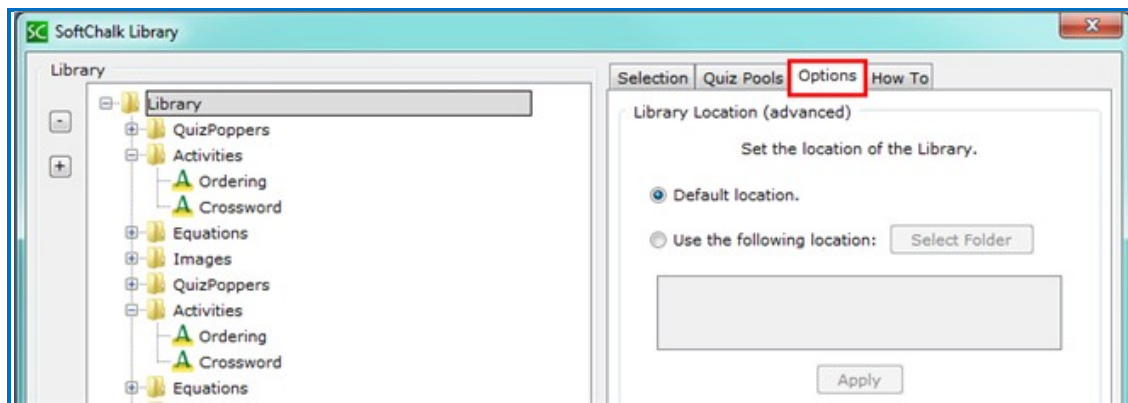 SC SoftChalk Library
x
Library
Library
QuizPoppers
Activities
A Ordering
A Crossword
Equations
Images
QuizPoppers
Activities
A Ordering
A Crossword
Equations
Selection Quiz Pools Options How To
Library Location (advanced)
Set the location of the Library.
Default location.
Use the following location: Select Folder
Apply